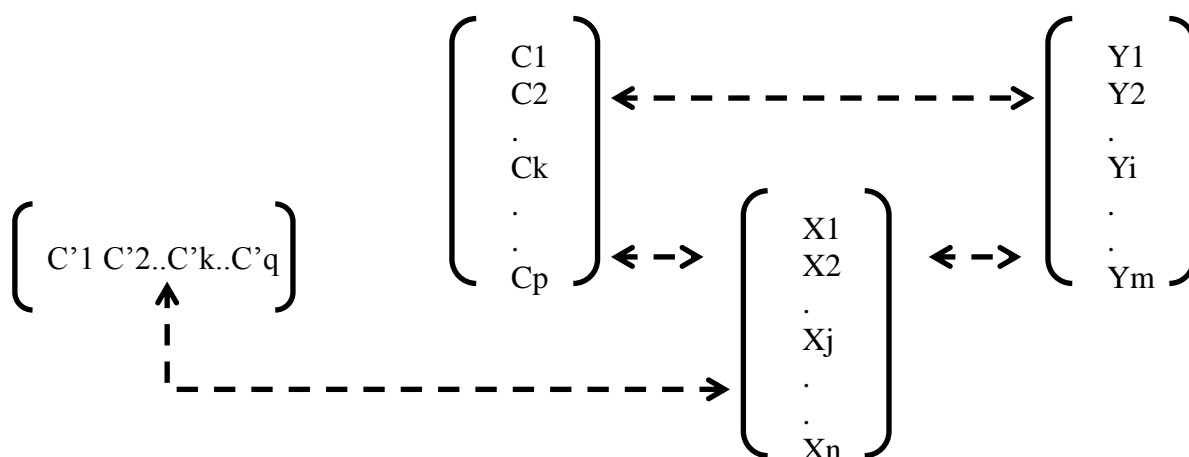 C1
C2
.
Ck
.
.
Cp
Y1
Y2
.
Yi
.
.
Ym
C’1 C’2..C’k..C’q
X1
X2
.
Xj
.
.
Xn